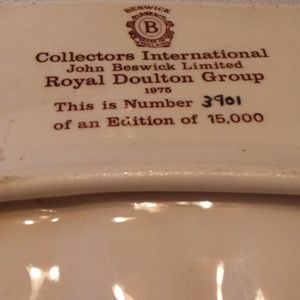 BESWICK
B
Collectors International
John Beswick Limited
Royal Doulton Group
1975
This is Number 3901
of an Edition of 15,000